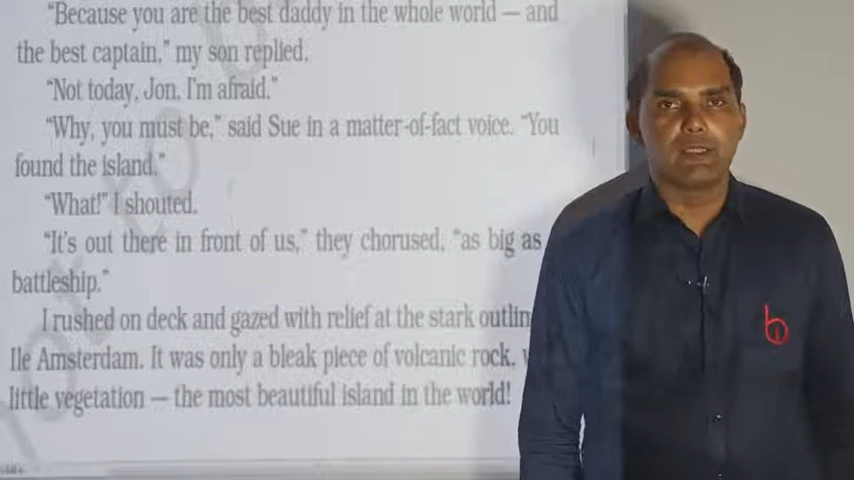 "Because you are the best daddy in the whole world — and
the best captain," my son replied.
"Not today, Jon. I'm afraid."
"Why, you must be," said Sue in a matter-of-fact voice. "You
found the island."
"What!" I shouted.
"It's out there in front of us," they chorused, "as big as
battleship."
I rushed on deck and gazed with relief at the stark
Ile Amsterdam. It was only a bleak piece of volcanic rock.
little vegetation — the most beautiful island in the world!